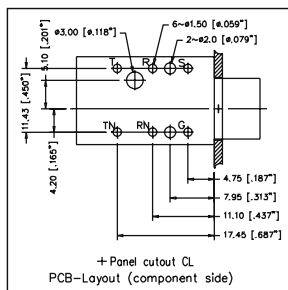 ø3.00 [ø.118"]
6-ø1.50 [ø.059"]
2-ø2.0 [ø.079"]
5.10 [.201"]
11.43 [.450"]
4.20 [.165"]
T R S
TN RN G
4.75 [.187"]
7.95 [.313"]
11.10 [.437"]
17.45 [.687"]
+ Panel cutout CL
PCB-Layout (component side)